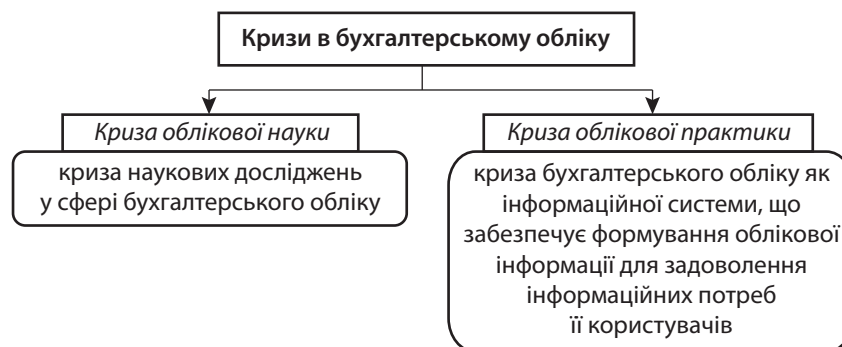 Кризи в бухгалтерському обліку
Криза облікової науки
криза наукових досліджень
у сфері бухгалтерського обліку
Криза облікової практики
криза бухгалтерського обліку як
інформаційної системи, що
забезпечує формування облікової
інформації для задоволення
інформаційних потреб
її користувачів